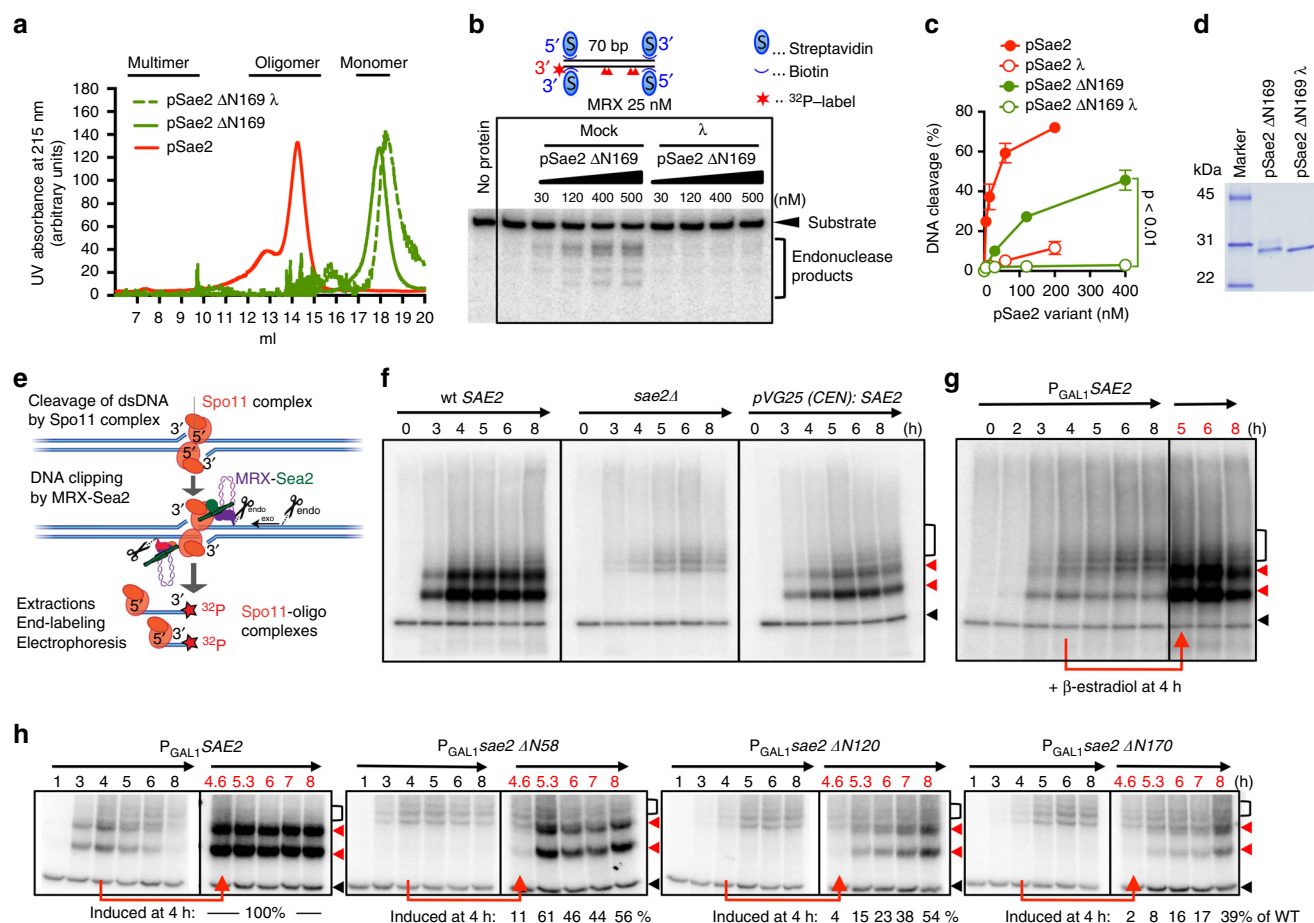 a
Multimer Oligomer Monomer
pSae2 ΔN169 λ
pSae2 ΔN169
pSae2
UV absorbance at 215 nm
(arbitrary units)
180
160
140
120
100
80
60
40
20
0
7 8 9 10 11 12 13 14 15 16 17 18 19 20
ml
b
5′ S 70 bp S 3′
3′
3′ S S 5′
MRX 25 nM
S ... Streptavidin
... Biotin
... 32P–label
No protein
Mock λ
pSae2 ΔN169 pSae2 ΔN169
30 120 400 500 30 120 400 500 (nM)
Substrate
Endonuclease
products
c
pSae2
pSae2 λ
pSae2 ΔN169
pSae2 ΔN169 λ
DNA cleavage (%)
80
60
40
20
0
0 100 200 300 400
pSae2 variant (nM)
p < 0.01
d
kDa
Marker
pSae2 ΔN169
pSae2 ΔN169 λ
45
31
22
e
Cleavage of dsDNA
by Spo11 complex
Spo11 complex
3′ 5′
5′ 3′
DNA clipping
by MRX-Sea2
MRX-Sea2
endo exo endo
3′
3′
Extractions
End-labeling
Electrophoresis
5′ 3′ 32P
5′ 3′ 32P
Spo11-oligo
complexes
f
wt SAE2 sae2Δ pVG25 (CEN): SAE2
0 3 4 5 6 8 0 3 4 5 6 8 0 3 4 5 6 8 (h)
g
PGAL1SAE2
0 2 3 4 5 6 8 5 6 8 (h)
+ β-estradiol at 4 h
h
PGAL1SAE2 PGAL1sae2 ΔN58 PGAL1sae2 ΔN120 PGAL1sae2 ΔN170
1 3 4 5 6 8 4.6 5.3 6 7 8 1 3 4 5 6 8 4.6 5.3 6 7 8 1 3 4 5 6 8 4.6 5.3 6 7 8 1 3 4 5 6 8 4.6 5.3 6 7 8 (h)
Induced at 4 h: 100% Induced at 4 h: 11 61 46 44 56 % Induced at 4 h: 4 15 23 38 54 % Induced at 4 h: 2 8 16 17 39% of WT